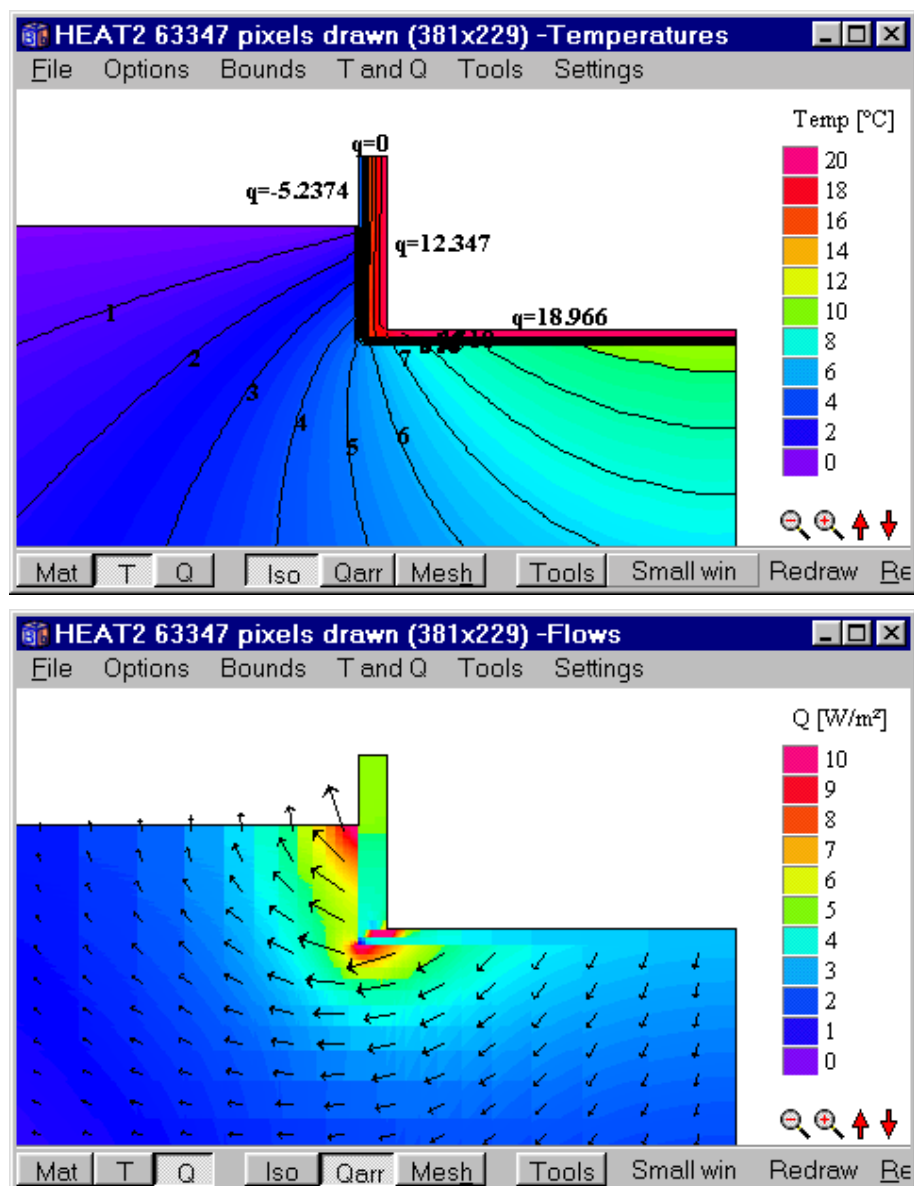 HEAT2 63347 pixels drawn (381x229) -Temperatures
File Options Bounds T and Q Tools Settings
Temp [°C]
q=0
q=-5.2374
q=12.347
q=18.966
20
18
16
14
12
10
8
6
4
2
0
1
2
3
4
5
6
7
Mat T Q Iso Qarr Mesh Tools Small win Redraw Re
HEAT2 63347 pixels drawn (381x229) -Flows
File Options Bounds T and Q Tools Settings
Q [W/m²]
10
9
8
7
6
5
4
3
2
1
0
Mat T Q Iso Qarr Mesh Tools Small win Redraw Re